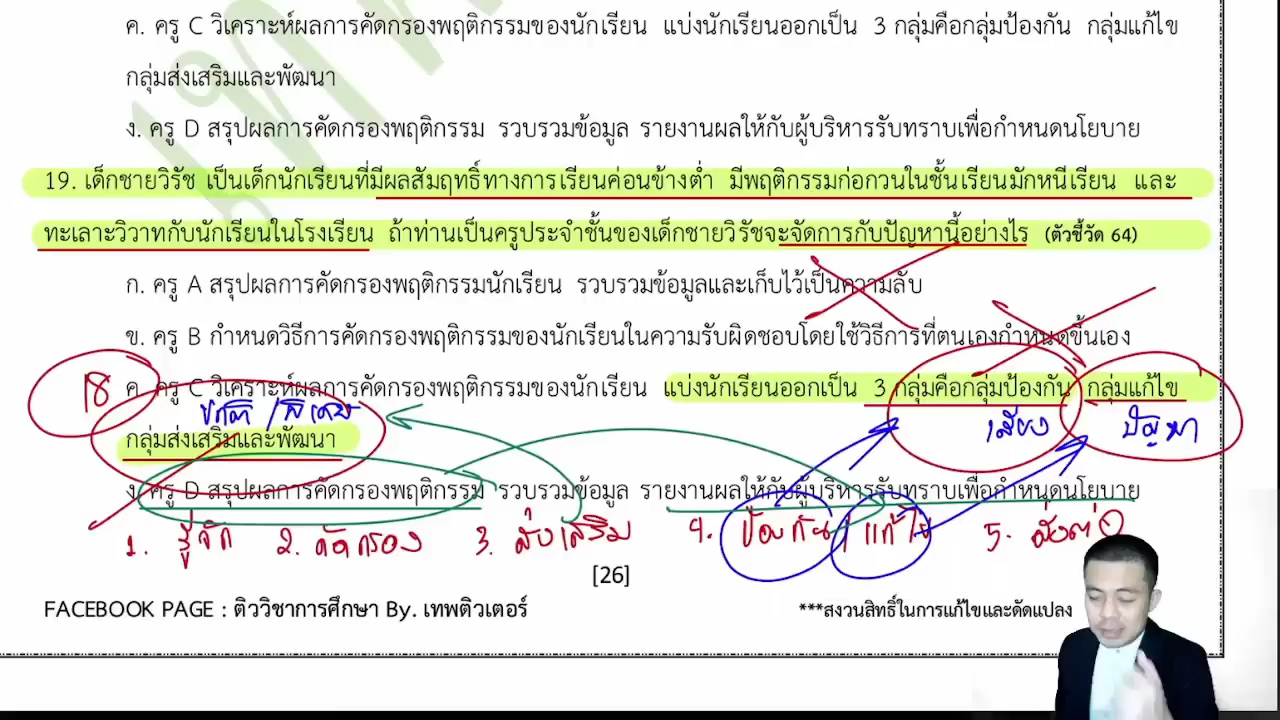 ค. ครู C วิเคราะห์ผลการคัดกรองพฤติกรรมของนักเรียน แบ่งนักเรียนออกเป็น 3 กลุ่มคือกลุ่มป้องกัน กลุ่มแก้ไข
กลุ่มส่งเสริมและพัฒนา
ง. ครู D สรุปผลการคัดกรองพฤติกรรม รวบรวมข้อมูล รายงานผลให้กับผู้บริหารรับทราบเพื่อกำหนดนโยบาย
19. เด็กชายวิรัช เป็นเด็กนักเรียนที่มีผลสัมฤทธิ์ทางการเรียนค่อนข้างต่ำ มีพฤติกรรมก่อกวนในชั้นเรียนมักหนีเรียน และ
ทะเลาะวิวาทกับนักเรียนในโรงเรียน ถ้าท่านเป็นครูประจำชั้นของเด็กชายวิรัชจะจัดการกับปัญหานี้อย่างไร (ตัวชี้วัด 64)
ก. ครู A สรุปผลการคัดกรองพฤติกรรมนักเรียน รวบรวมข้อมูลและเก็บไว้เป็นความลับ
ข. ครู B กำหนดวิธีการคัดกรองพฤติกรรมของนักเรียนในความรับผิดชอบโดยใช้วิธีการที่ตนเองกำหนดขึ้นเอง
18
ค. ครู C วิเคราะห์ผลการคัดกรองพฤติกรรมของนักเรียน แบ่งนักเรียนออกเป็น 3 กลุ่มคือกลุ่มป้องกัน กลุ่มแก้ไข
ปกติ / เสี่ยง ปัญหา
กลุ่มส่งเสริมและพัฒนา
ง. ครู D สรุปผลการคัดกรองพฤติกรรม รวบรวมข้อมูล รายงานผลให้กับผู้บริหารรับทราบเพื่อกำหนดนโยบาย
1. รู้จัก 2. คัดกรอง 3. ส่งเสริม 4. ป้องกัน / แก้ไข 5. ส่งต่อ
[26]
FACEBOOK PAGE : ติววิชาการศึกษา By. เทพติวเตอร์ ***สงวนสิทธิ์ในการแก้ไขและดัดแปลง